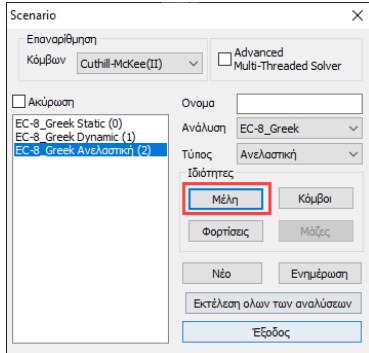 Scenario
Επαναρίθμηση
Κόμβων Cuthill-McKee(II)
Advanced
Multi-Threaded Solver
Ακύρωση
EC-8_Greek Static (0)
EC-8_Greek Dynamic (1)
EC-8_Greek Ανελαστική (2)
Ονομα
Ανάλυση EC-8_Greek
Τύπος Ανελαστική
Ιδιότητες
Μέλη Κόμβοι
Φορτίσεις Μάζες
Νέο Ενημέρωση
Εκτέλεση ολων των αναλύσεων
Έξοδος